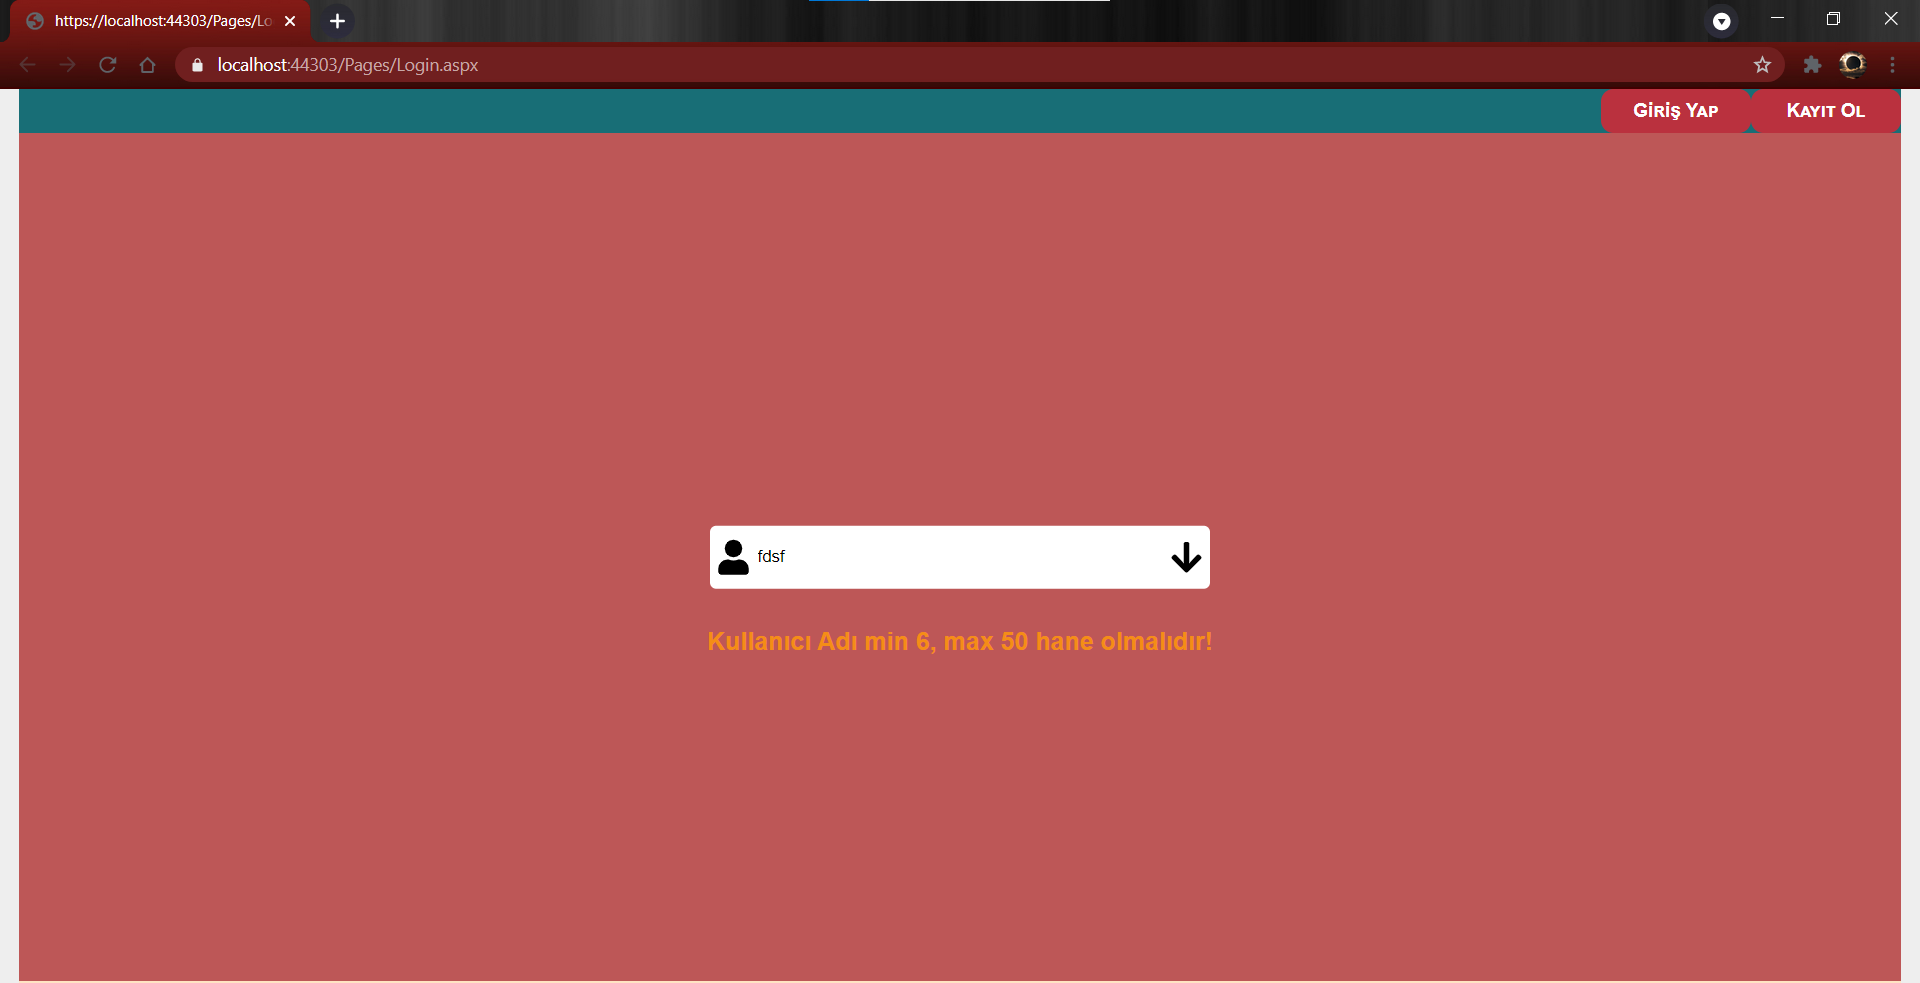 https://localhost:44303/Pages/Lo
localhost:44303/Pages/Login.aspx
Giriş Yap
Kayıt Ol
fdsf
Kullanıcı Adı min 6, max 50 hane olmalıdır!